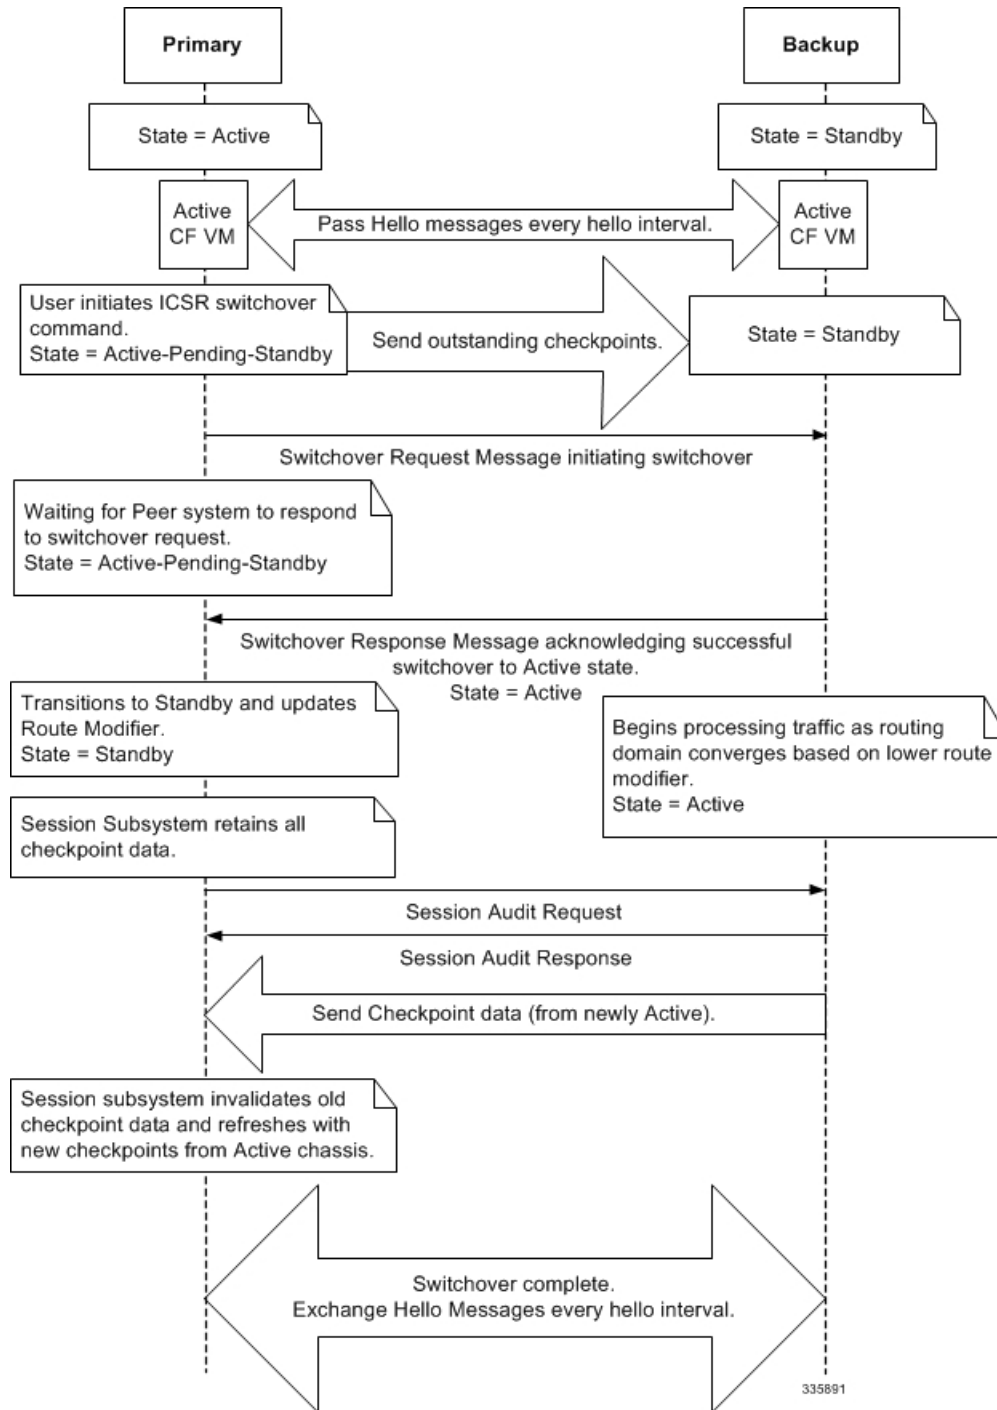 Primary
Backup
State = Active
State = Standby
Active
CF VM
Pass Hello messages every hello interval.
Active
CF VM
User initiates ICSR switchover
command.
State = Active-Pending-Standby
Send outstanding checkpoints.
State = Standby
Switchover Request Message initiating switchover
Waiting for Peer system to respond
to switchover request.
State = Active-Pending-Standby
Switchover Response Message acknowledging successful
switchover to Active state.
State = Active
Transitions to Standby and updates
Route Modifier.
State = Standby
Begins processing traffic as routing
domain converges based on lower route
modifier.
State = Active
Session Subsystem retains all
checkpoint data.
Session Audit Request
Session Audit Response
Send Checkpoint data (from newly Active).
Session subsystem invalidates old
checkpoint data and refreshes with
new checkpoints from Active chassis.
Switchover complete.
Exchange Hello Messages every hello interval.
335891